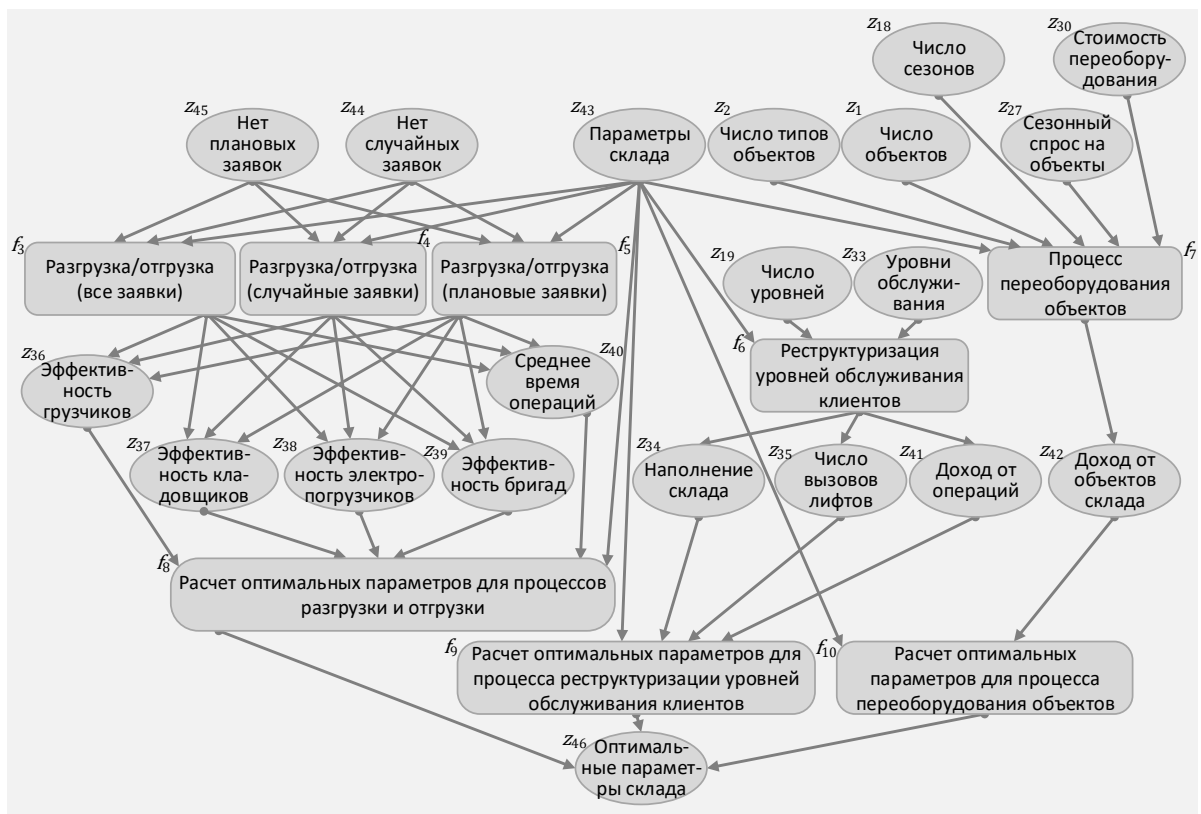 z18
Число
сезонов
z30
Стоимость
переобору-
дования
z45
Нет
плановых
заявок
z44
Нет
случайных
заявок
z43
Параметры
склада
z2
Число типов
объектов
z1
Число
объектов
z27
Сезонный
спрос на
объекты
f3
Разгрузка/отгрузка
(все заявки)
f4
Разгрузка/отгрузка
(случайные заявки)
f5
Разгрузка/отгрузка
(плановые заявки)
z19
Число
уровней
z33
Уровни
обслужи-
вания
f7
Процесс
переоборудования
объектов
z36
Эффектив-
ность
грузчиков
z40
Среднее
время
операций
f6
Реструктуризация
уровней обслуживания
клиентов
z37
Эффектив-
ность кла-
довщиков
z38
Эффектив-
ность электро-
погрузчиков
z39
Эффектив-
ность бригад
z34
Наполнение
склада
z35
Число
вызовов
лифтов
z41
Доход от
операций
z42
Доход от
объектов
склада
f8
Расчет оптимальных параметров для процессов
разгрузки и отгрузки
f9
Расчет оптимальных параметров для
процесса реструктуризации уровней
обслуживания клиентов
f10
Расчет оптимальных
параметров для процесса
переоборудования объектов
z46
Оптималь-
ные парамет-
ры склада